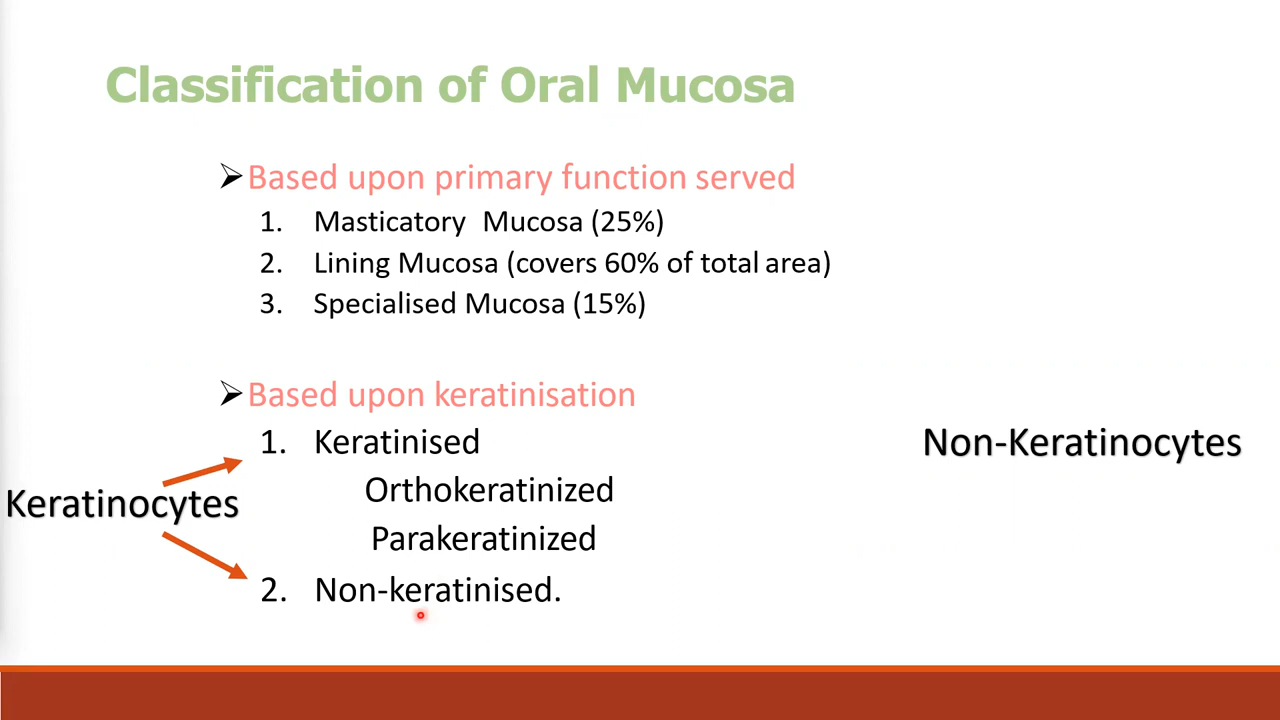 Classification of Oral Mucosa
Based upon primary function served
1. Masticatory Mucosa (25%)
2. Lining Mucosa (covers 60% of total area)
3. Specialised Mucosa (15%)
Based upon keratinisation
1. Keratinised
Non-Keratinocytes
Orthokeratinized
Keratinocytes
Parakeratinized
2. Non-keratinised.